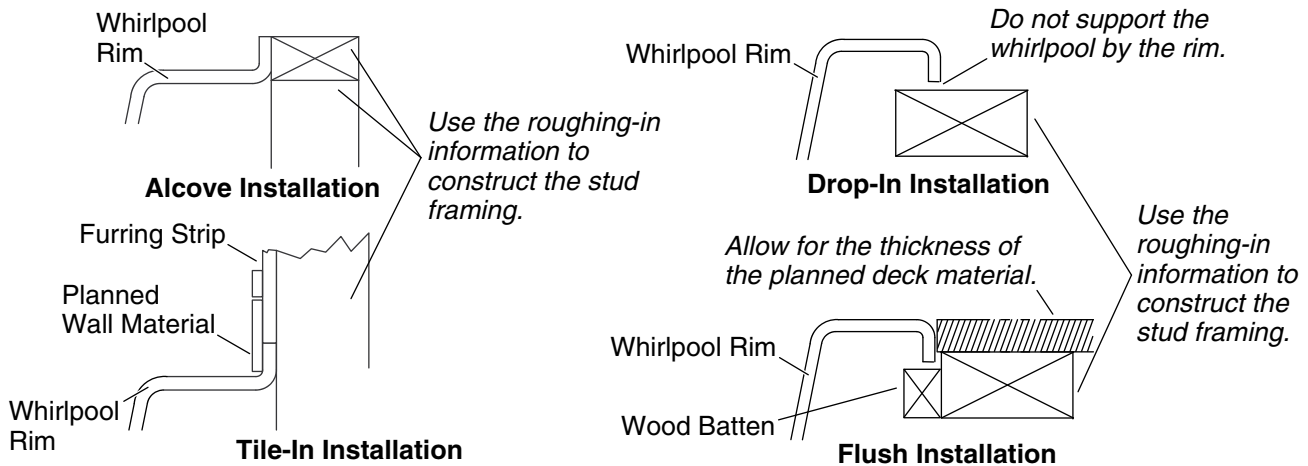 Whirlpool
Rim
Use the roughing-in
information to
construct the stud
framing.
Alcove Installation
Furring Strip
Planned
Wall Material
Whirlpool
Rim
Tile-In Installation
Do not support the
whirlpool by the rim.
Whirlpool Rim
Drop-In Installation
Use the
roughing-in
information to
construct the
stud framing.
Allow for the thickness of
the planned deck material.
Whirlpool Rim
Wood Batten
Flush Installation